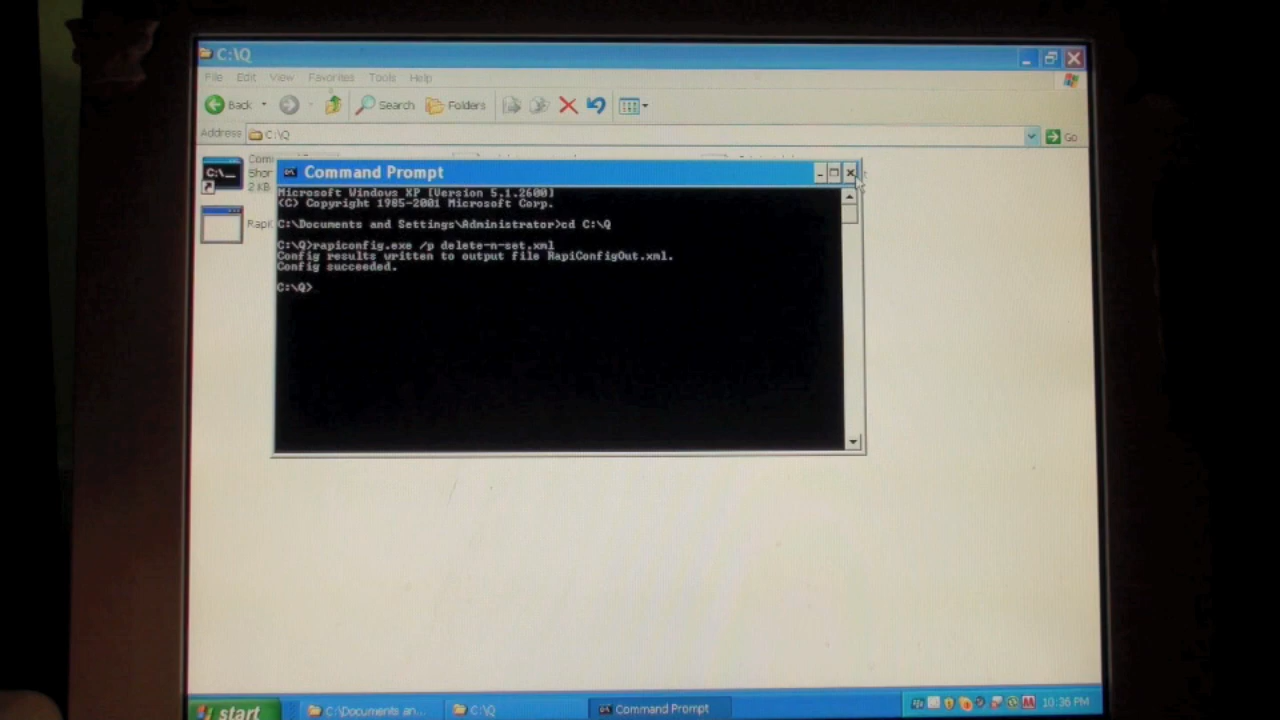 C:\Q
File Edit View Favorites Tools Help
Back Search Folders
Address C:\Q Go
Command Prompt
2 KB
Microsoft Windows XP [Version 5.1.2600]
(C) Copyright 1985-2001 Microsoft Corp.
C:\Documents and Settings\Administrator>cd C:\Q
C:\Q>rapiconfig.exe /p delete-n-set.xml
Config results written to output file RapiConfigOut.xml.
Config succeeded.
C:\Q>
start C:\Documents an... C:\Q Command Prompt 10:36 PM